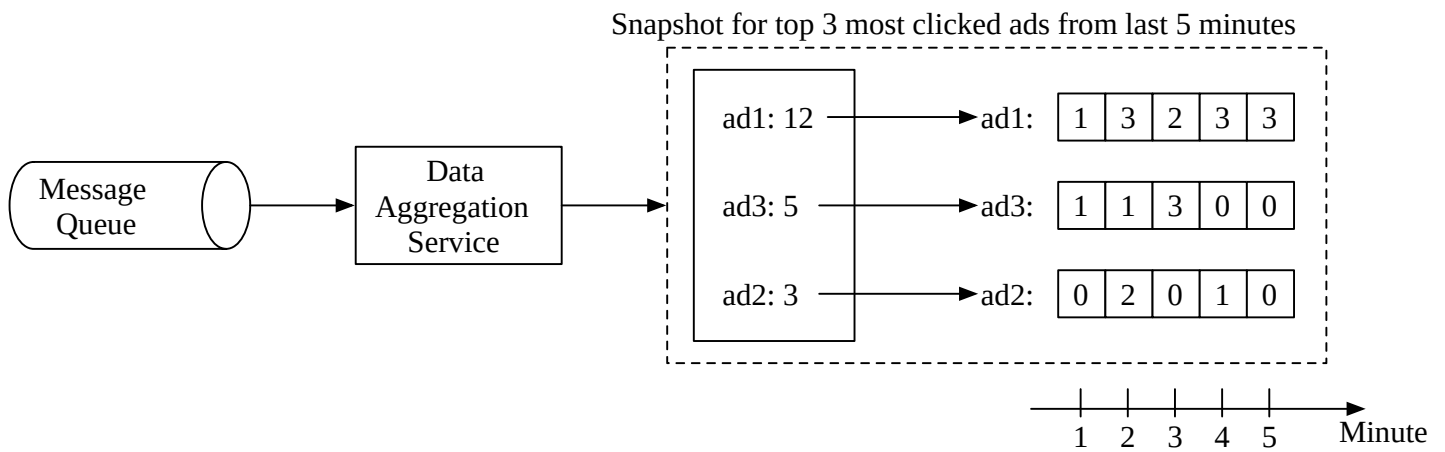 Snapshot for top 3 most clicked ads from last 5 minutes
Message
Queue
Data
Aggregation
Service
ad1: 12
ad1:
1 3 2 3 3
ad3: 5
ad3:
1 1 3 0 0
ad2: 3
ad2:
0 2 0 1 0
1 2 3 4 5
Minute